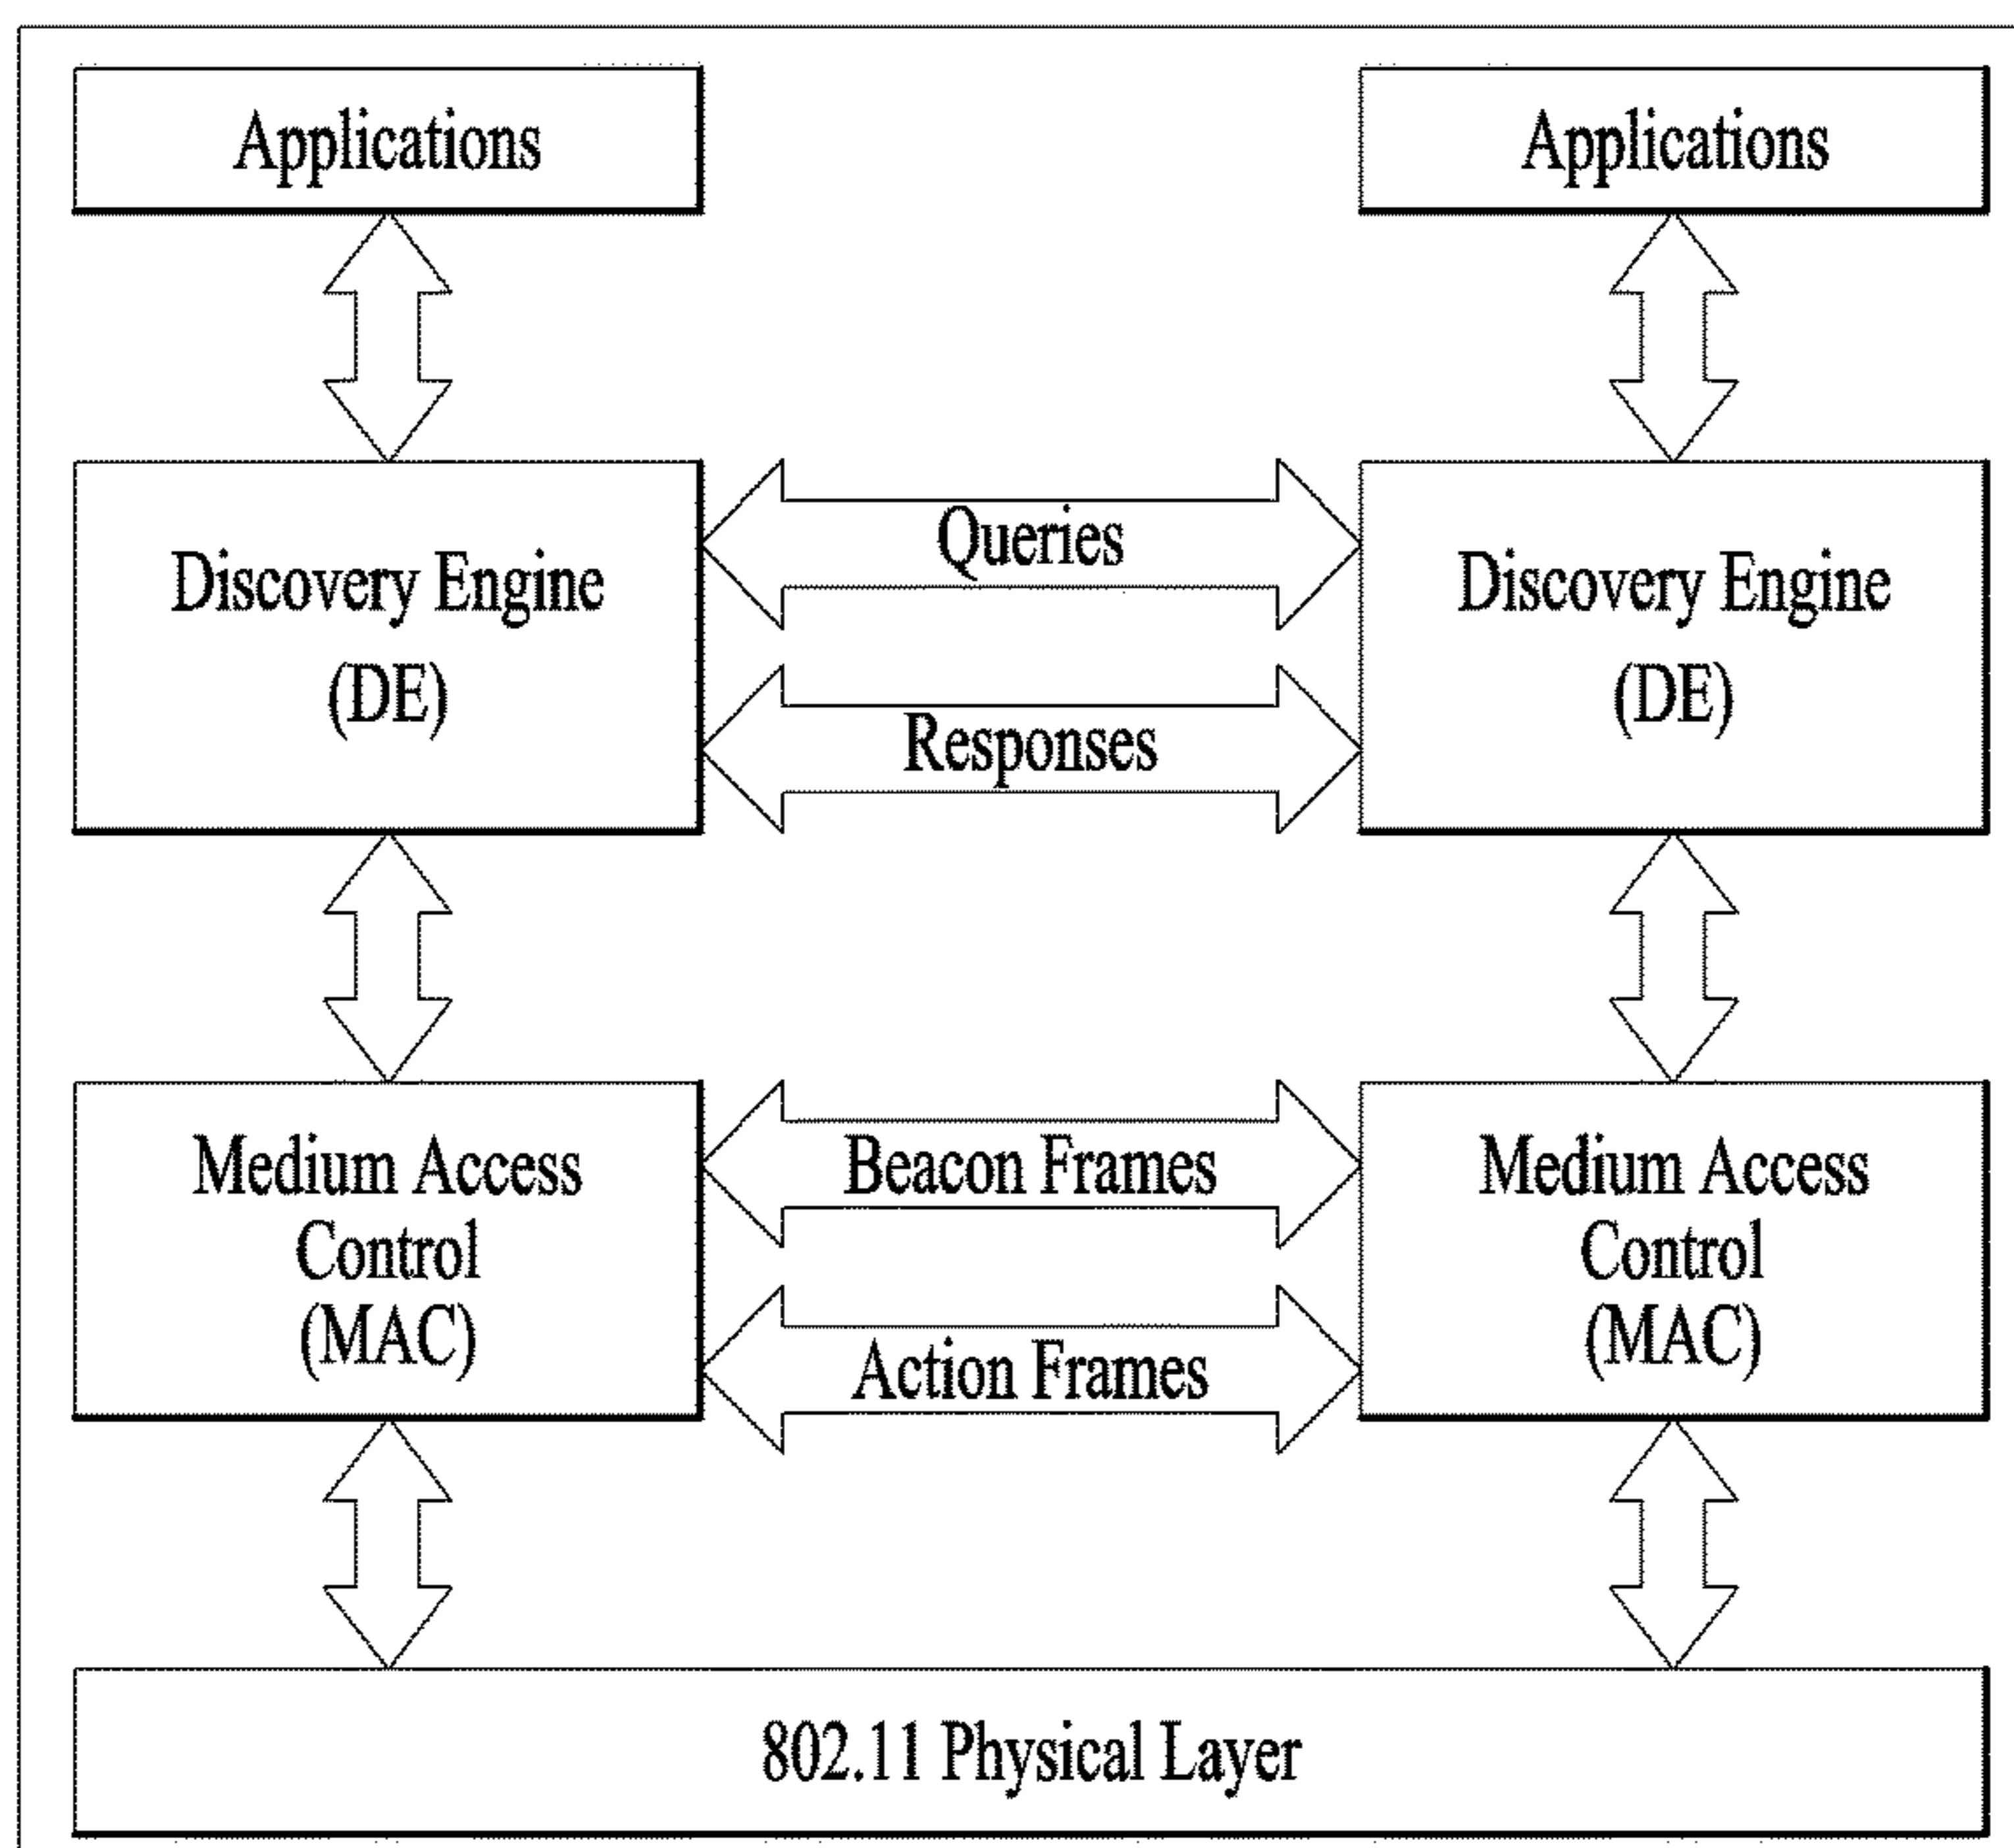 Applications
Applications
Discovery Engine
(DE)
Queries
Responses
Discovery Engine
(DE)
Medium Access
Control
(MAC)
Beacon Frames
Action Frames
Medium Access
Control
(MAC)
802.11 Physical Layer